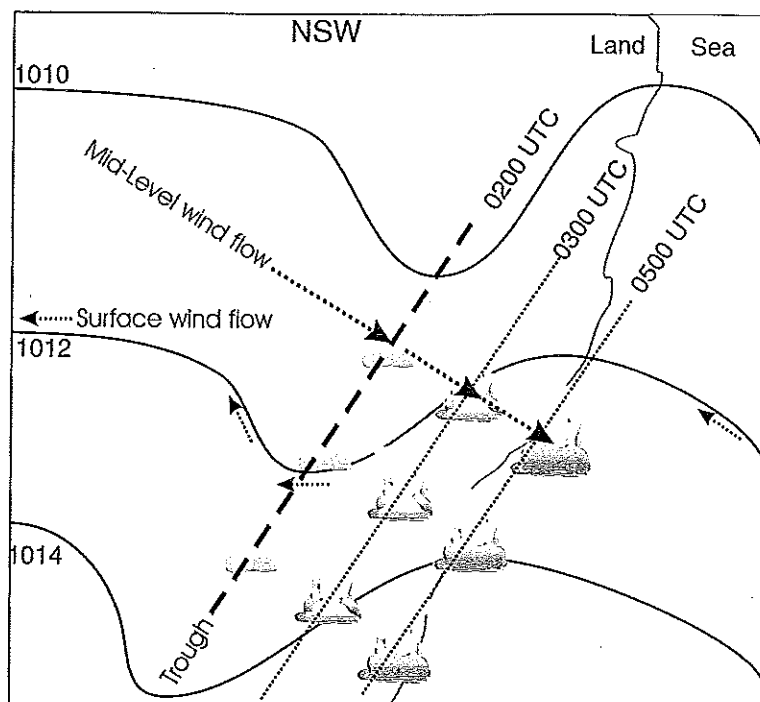 NSW
Land
Sea
1010
0200 UTC
Mid-Level wind flow
0300 UTC
0500 UTC
Surface wind flow
1012
1014
Trough